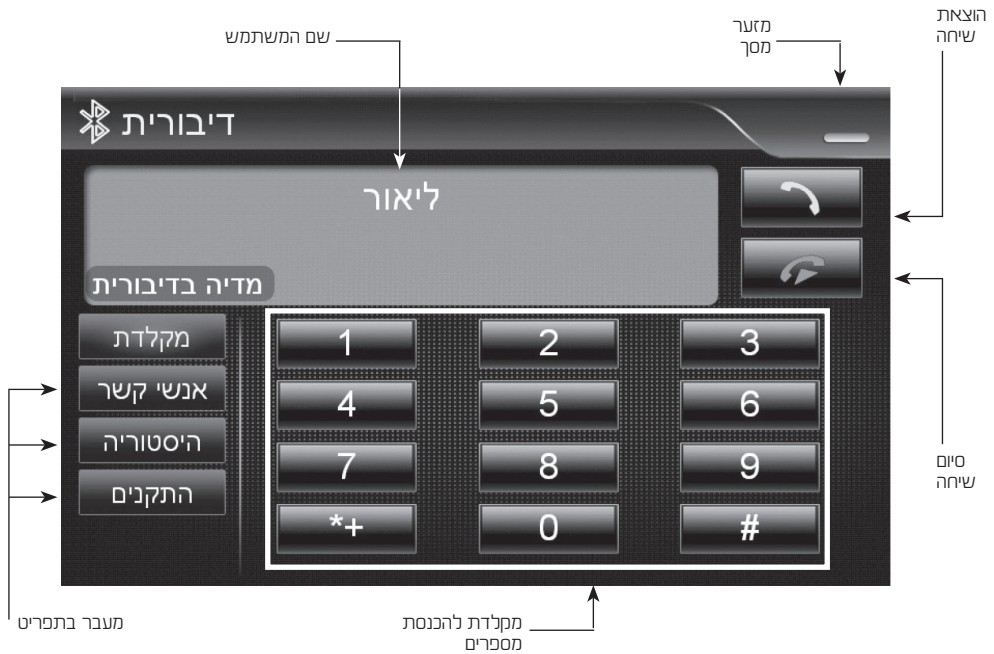 הוצאת
שיחה
מזער
מסך
שם המשתמש
דיבורית
ליאור
מדיה בדיבורית
מקלדת
אנשי קשר
היסטוריה
התקנים
1 2 3
4 5 6
7 8 9
*+ 0 #
סיום
שיחה
מקלדת להכנסת
מספרים
מעבר בתפריט